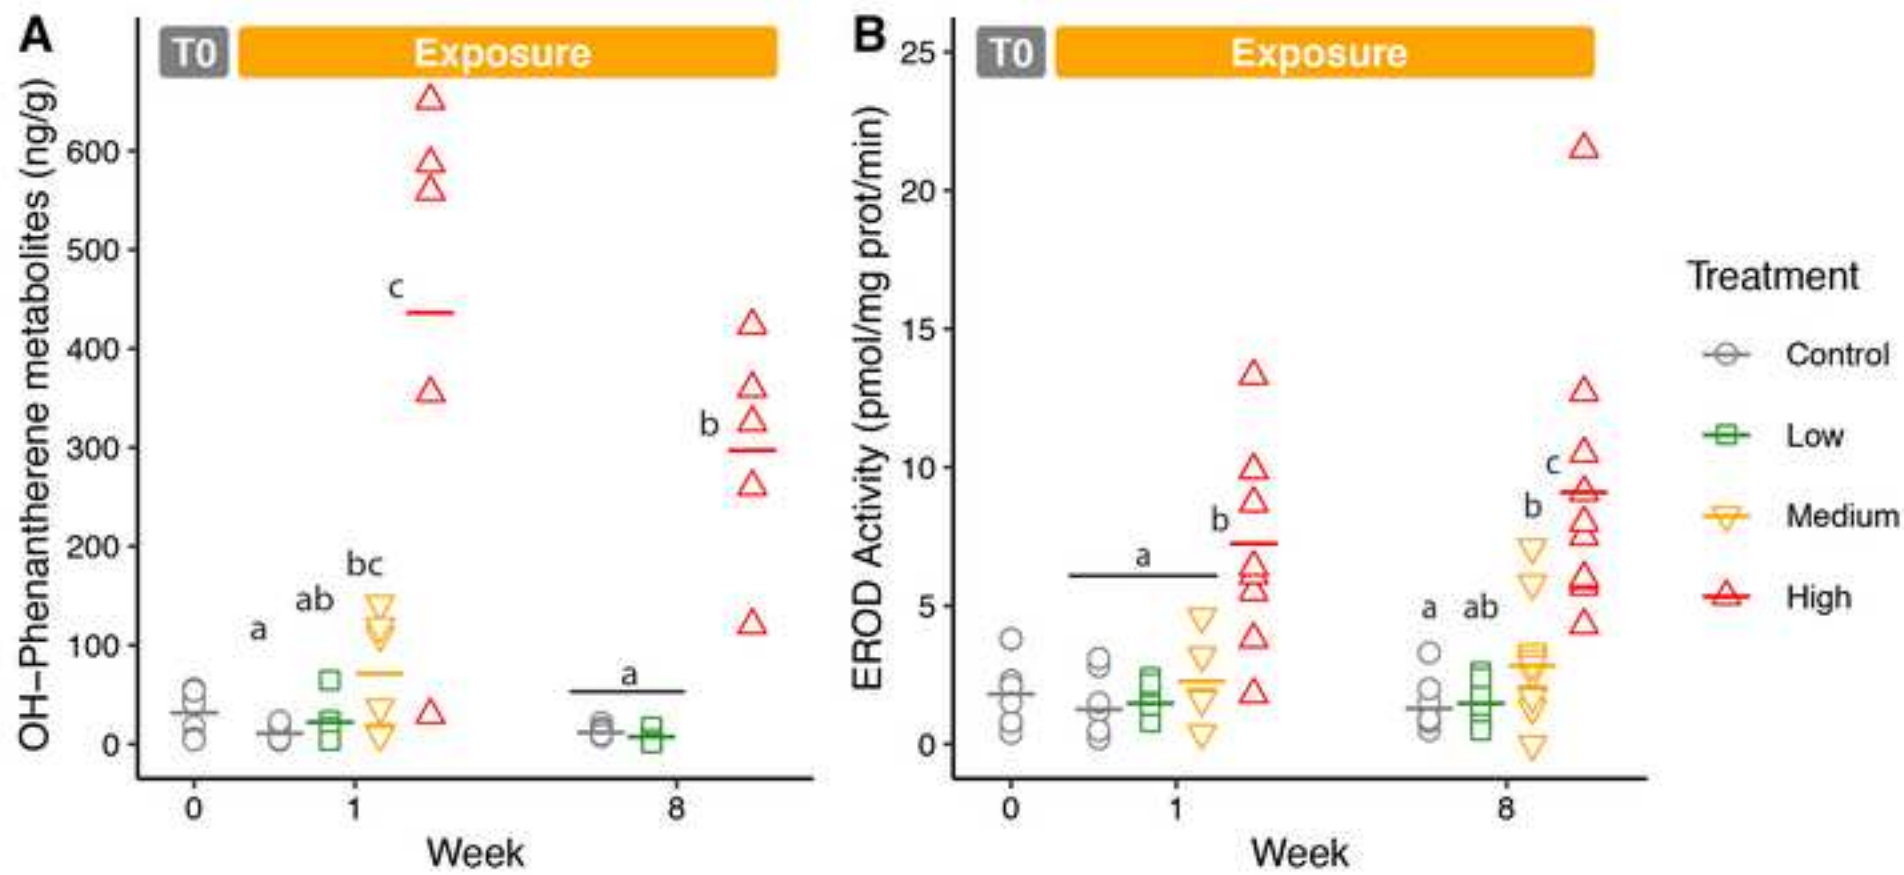 A
T0
Exposure
OH-Phenantherene metabolites (ng/g)
600
500
400
300
200
100
0
c
bc
ab
a
a
b
0
1
8
Week
B
T0
Exposure
EROD Activity (pmol/mg prot/min)
25
20
15
10
5
0
a
b
a
ab
b
c
0
1
8
Week
Treatment
Control
Low
Medium
High